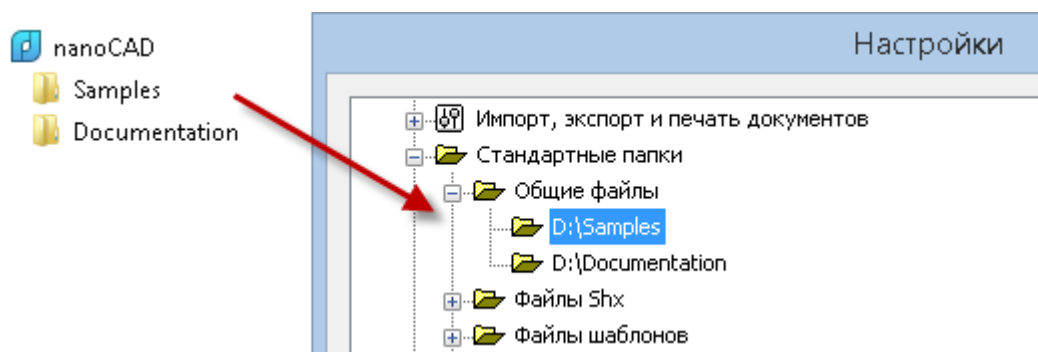 nanoCAD
Samples
Documentation
Настройки
Импорт, экспорт и печать документов
Стандартные папки
Общие файлы
D:\Samples
D:\Documentation
Файлы Shx
Файлы шаблонов